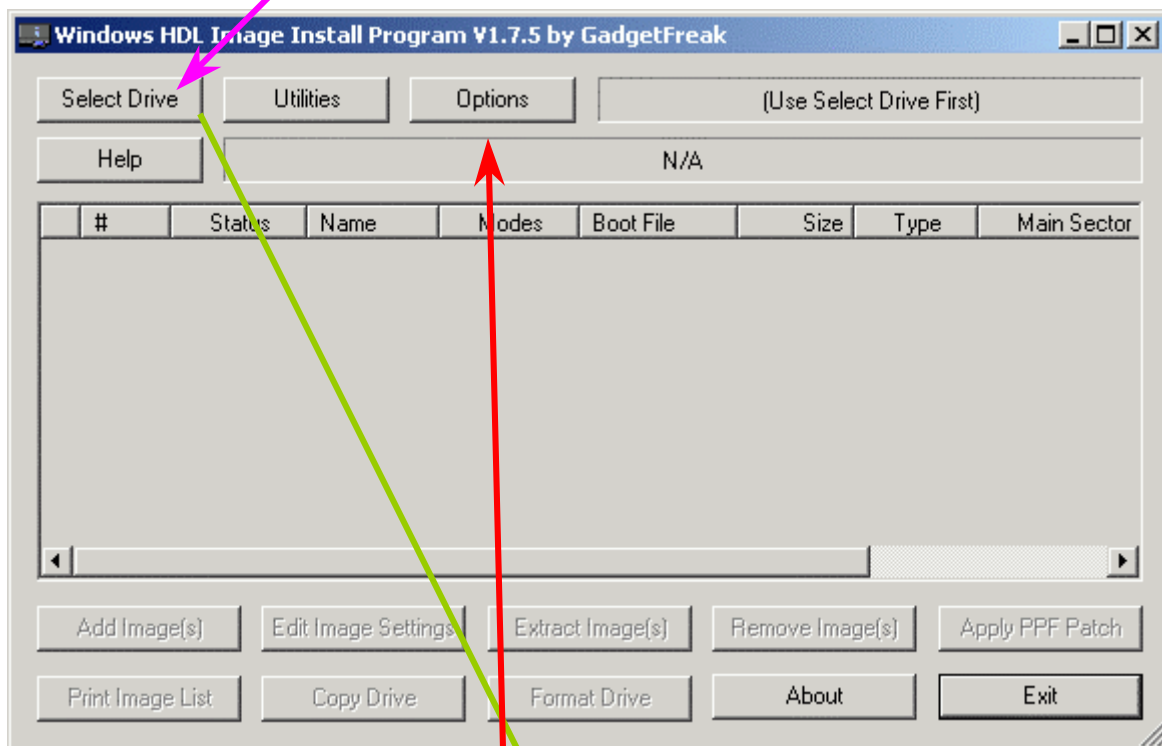 Windows HDL Image Install Program V1.7.5 by GadgetFreak
Select Drive Utilities Options (Use Select Drive First)
Help N/A
# Status Name Modes Boot File Size Type Main Sector
Add Image(s) Edit Image Settings Extract Image(s) Remove Image(s) Apply PPF Patch
Print Image List Copy Drive Format Drive About Exit